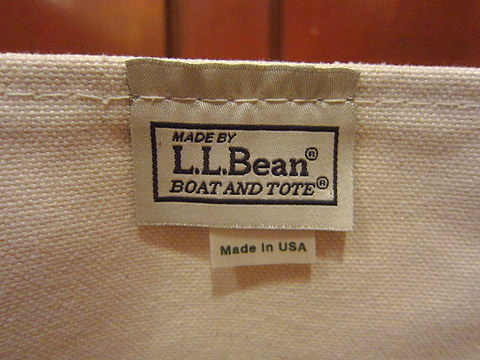 MADE BY
L.L.Bean®
BOAT AND TOTE®
Made in USA